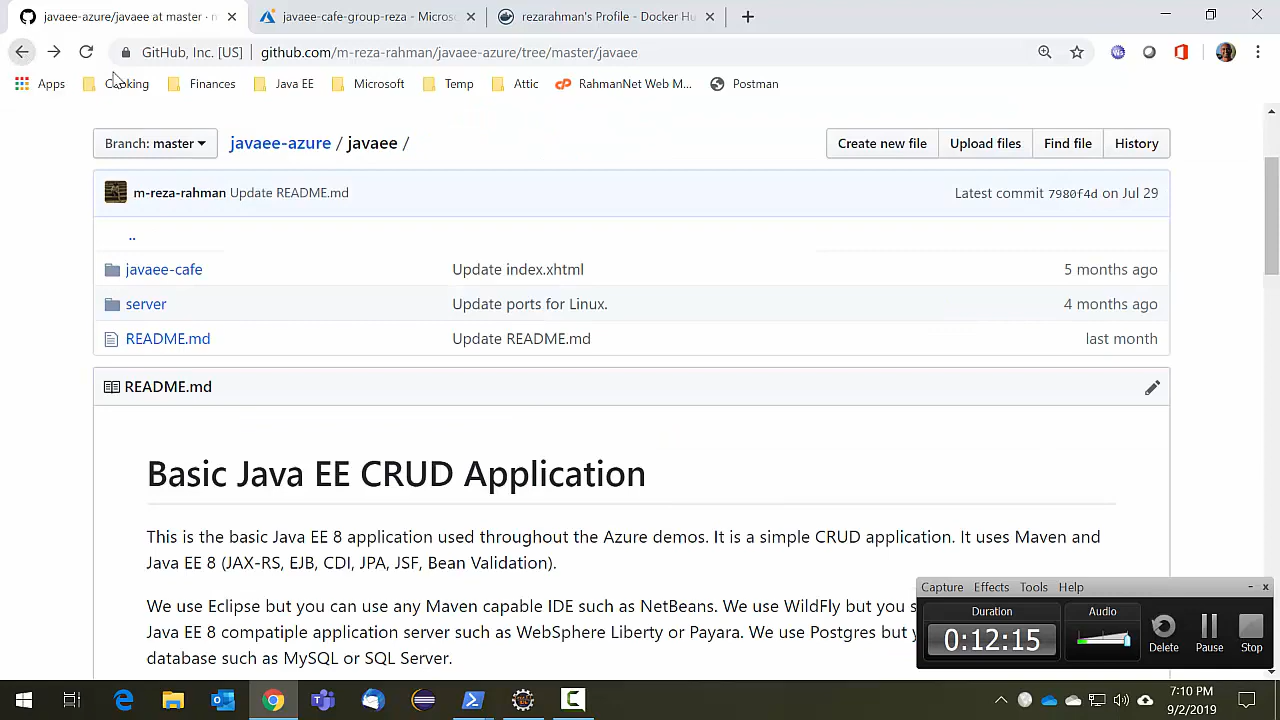 javaee-azure/javaee at master · m
javaee-cafe-group-reza - Micros
rezarahman's Profile - Docker Hu
GitHub, Inc. [US] github.com/m-reza-rahman/javaee-azure/tree/master/javaee
Apps Cooking Finances Java EE Microsoft Temp Attic RahmanNet Web M... Postman
Branch: master javaee-azure / javaee / Create new file Upload files Find file History
m-reza-rahman Update README.md Latest commit 7980f4d on Jul 29
..
javaee-cafe Update index.xhtml 5 months ago
server Update ports for Linux. 4 months ago
README.md Update README.md last month
README.md
Basic Java EE CRUD Application
This is the basic Java EE 8 application used throughout the Azure demos. It is a simple CRUD application. It uses Maven and
Java EE 8 (JAX-RS, EJB, CDI, JPA, JSF, Bean Validation).
We use Eclipse but you can use any Maven capable IDE such as NetBeans. We use WildFly but you s
Java EE 8 compatiple application server such as WebSphere Liberty or Payara. We use Postgres but y
database such as MySQL or SQL Server.
Capture Effects Tools Help
Duration Audio
0:12:15 Delete Pause Stop
7:10 PM
9/2/2019